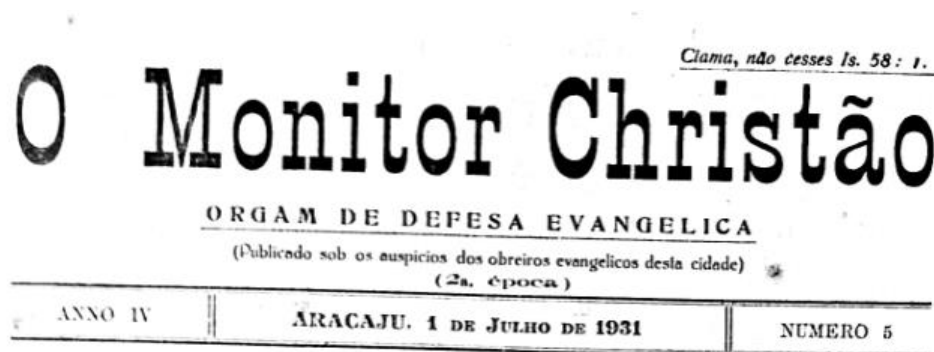 Clama, não cesses Is. 58: 1.
O Monitor Christão
ORGAM DE DEFESA EVANGELICA
(Publicado sob os auspicios dos obreiros evangelicos desta cidade)
(2a. época)
ANNO IV
ARACAJU. 1 DE JULHO DE 1931
NUMERO 5